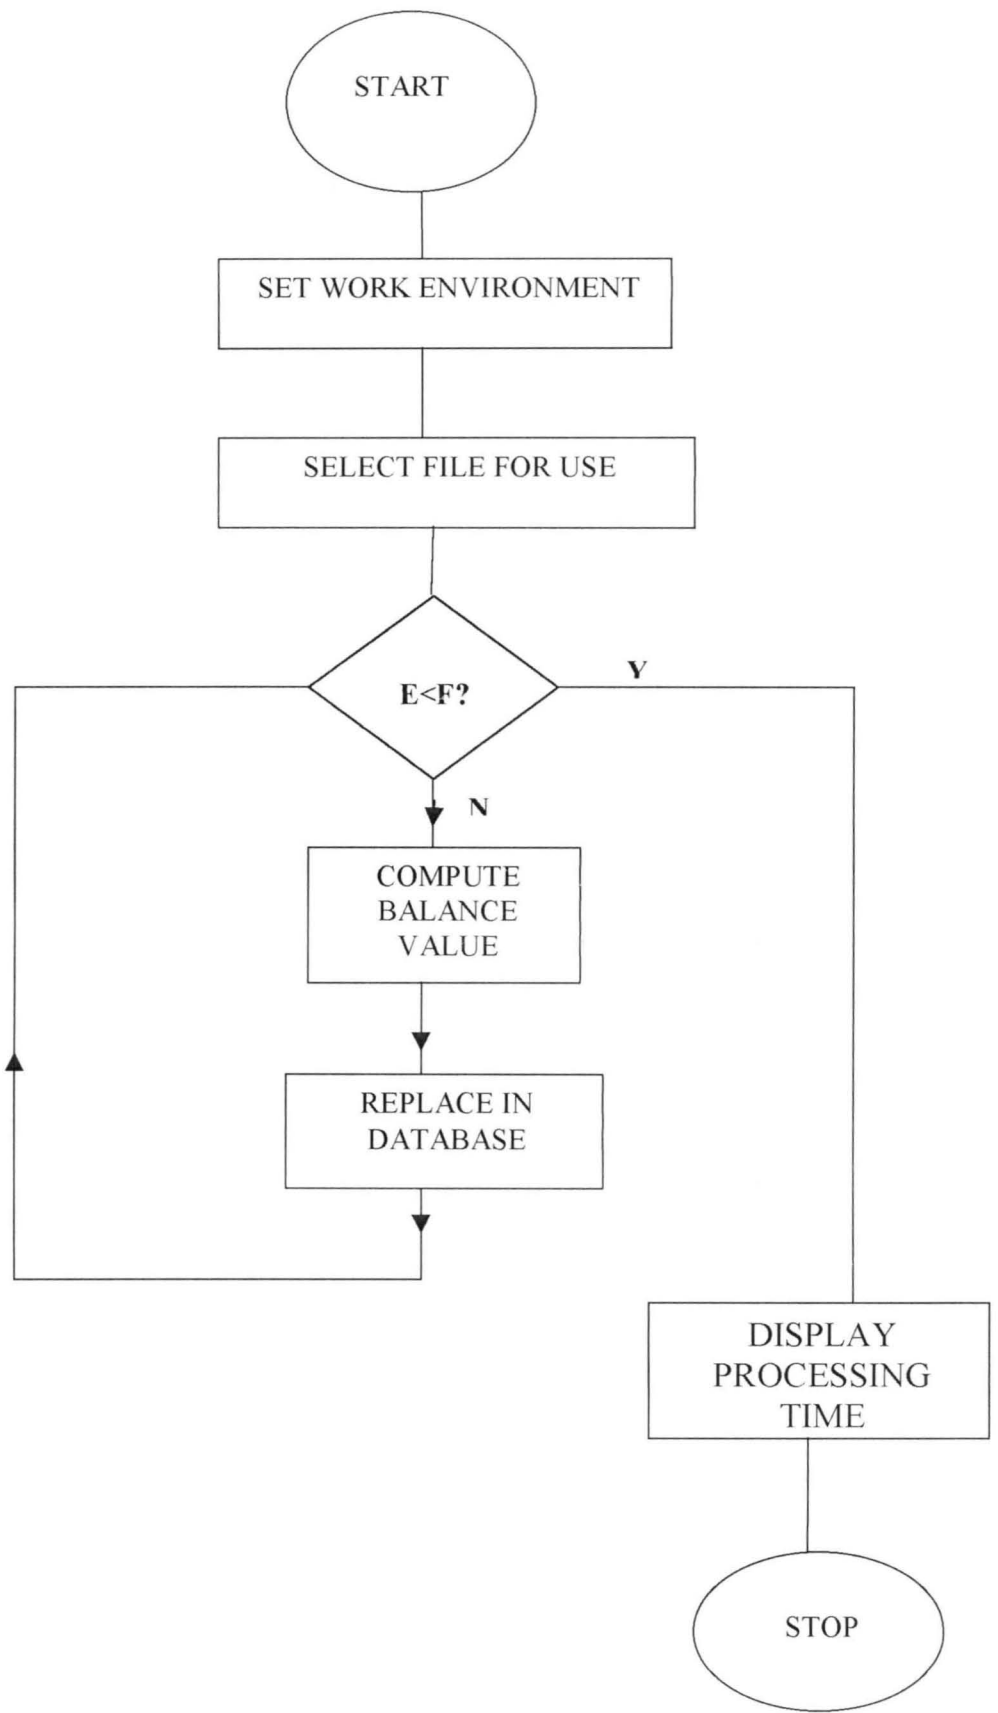 START
SET WORK ENVIRONMENT
SELECT FILE FOR USE
E<F?
Y
N
COMPUTE
BALANCE
VALUE
REPLACE IN
DATABASE
DISPLAY
PROCESSING
TIME
STOP